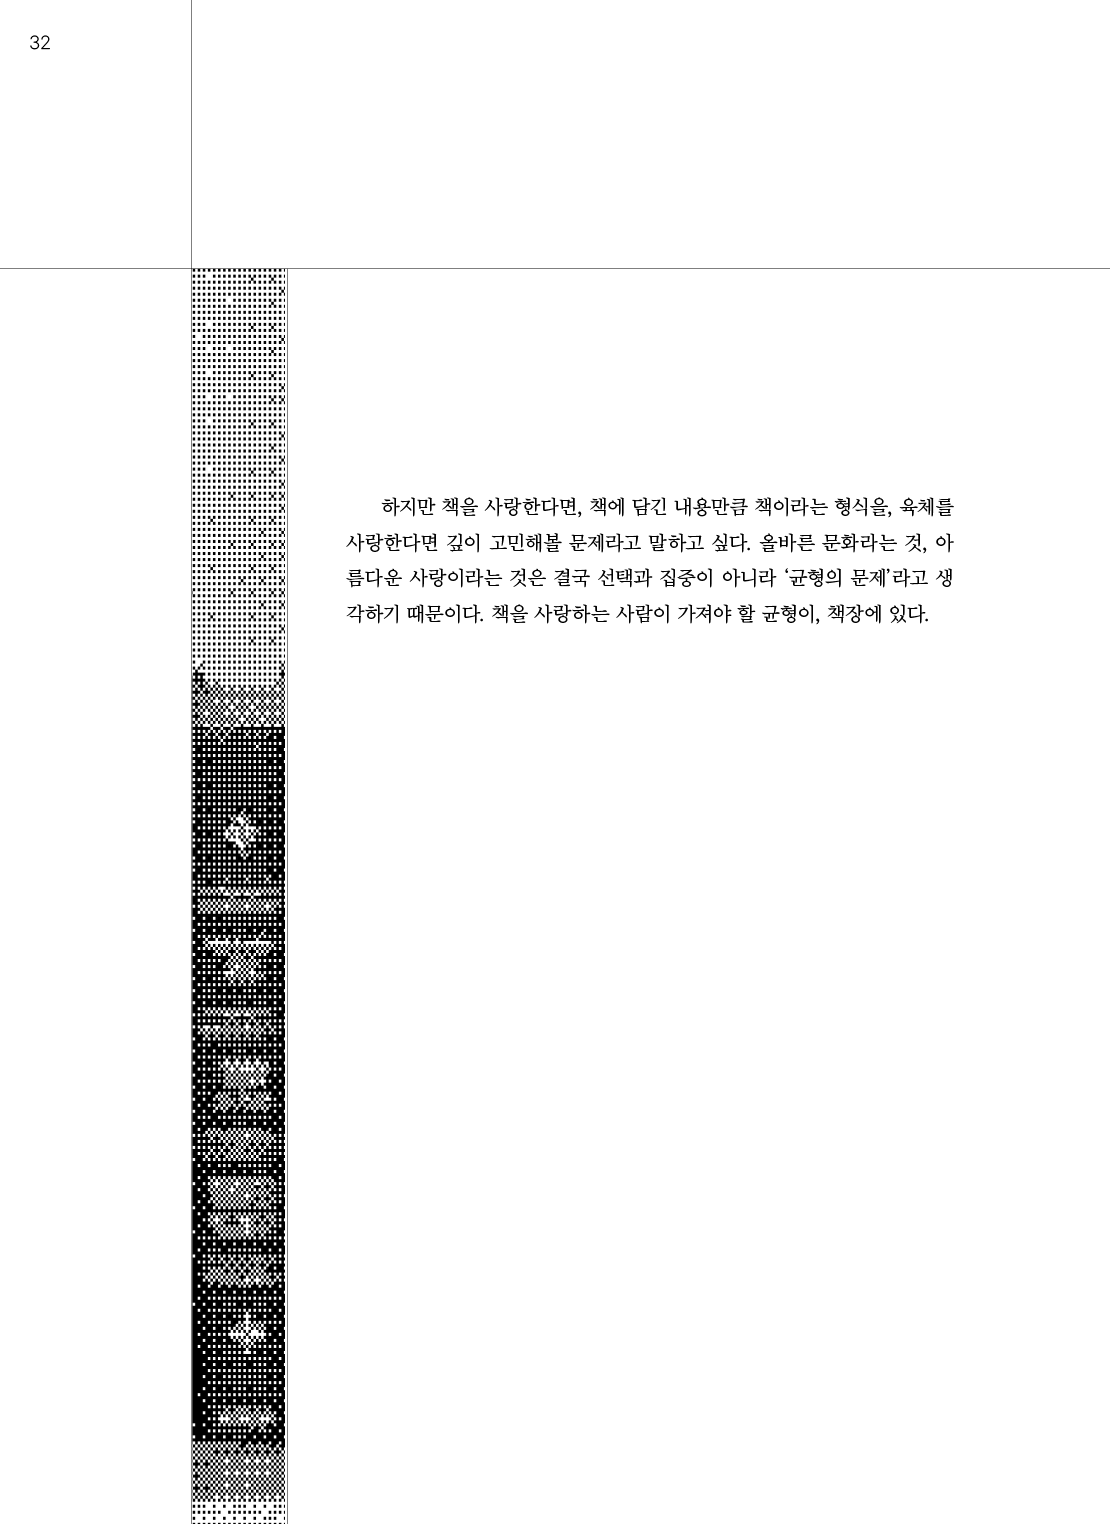 32
하지만 책을 사랑한다면, 책에 담긴 내용만큼 책이라는 형식을, 육체를
사랑한다면 깊이 고민해볼 문제라고 말하고 싶다. 올바른 문화라는 것, 아
름다운 사랑이라는 것은 결국 선택과 집중이 아니라 ‘균형의 문제’라고 생
각하기 때문이다. 책을 사랑하는 사람이 가져야 할 균형이, 책장에 있다.